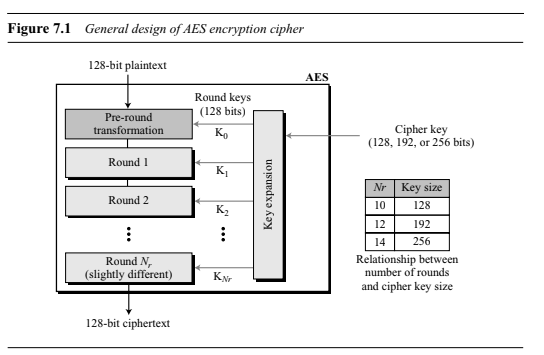 Figure 7.1 General design of AES encryption cipher
128-bit plaintext
AES
Round keys
(128 bits)
Pre-round
transformation
K0
Cipher key
(128, 192, or 256 bits)
Round 1
K1
Key expansion
Round 2
K2
Nr Key size
10 128
12 192
14 256
Relationship between
number of rounds
and cipher key size
Round Nr
(slightly different)
KNr
128-bit ciphertext